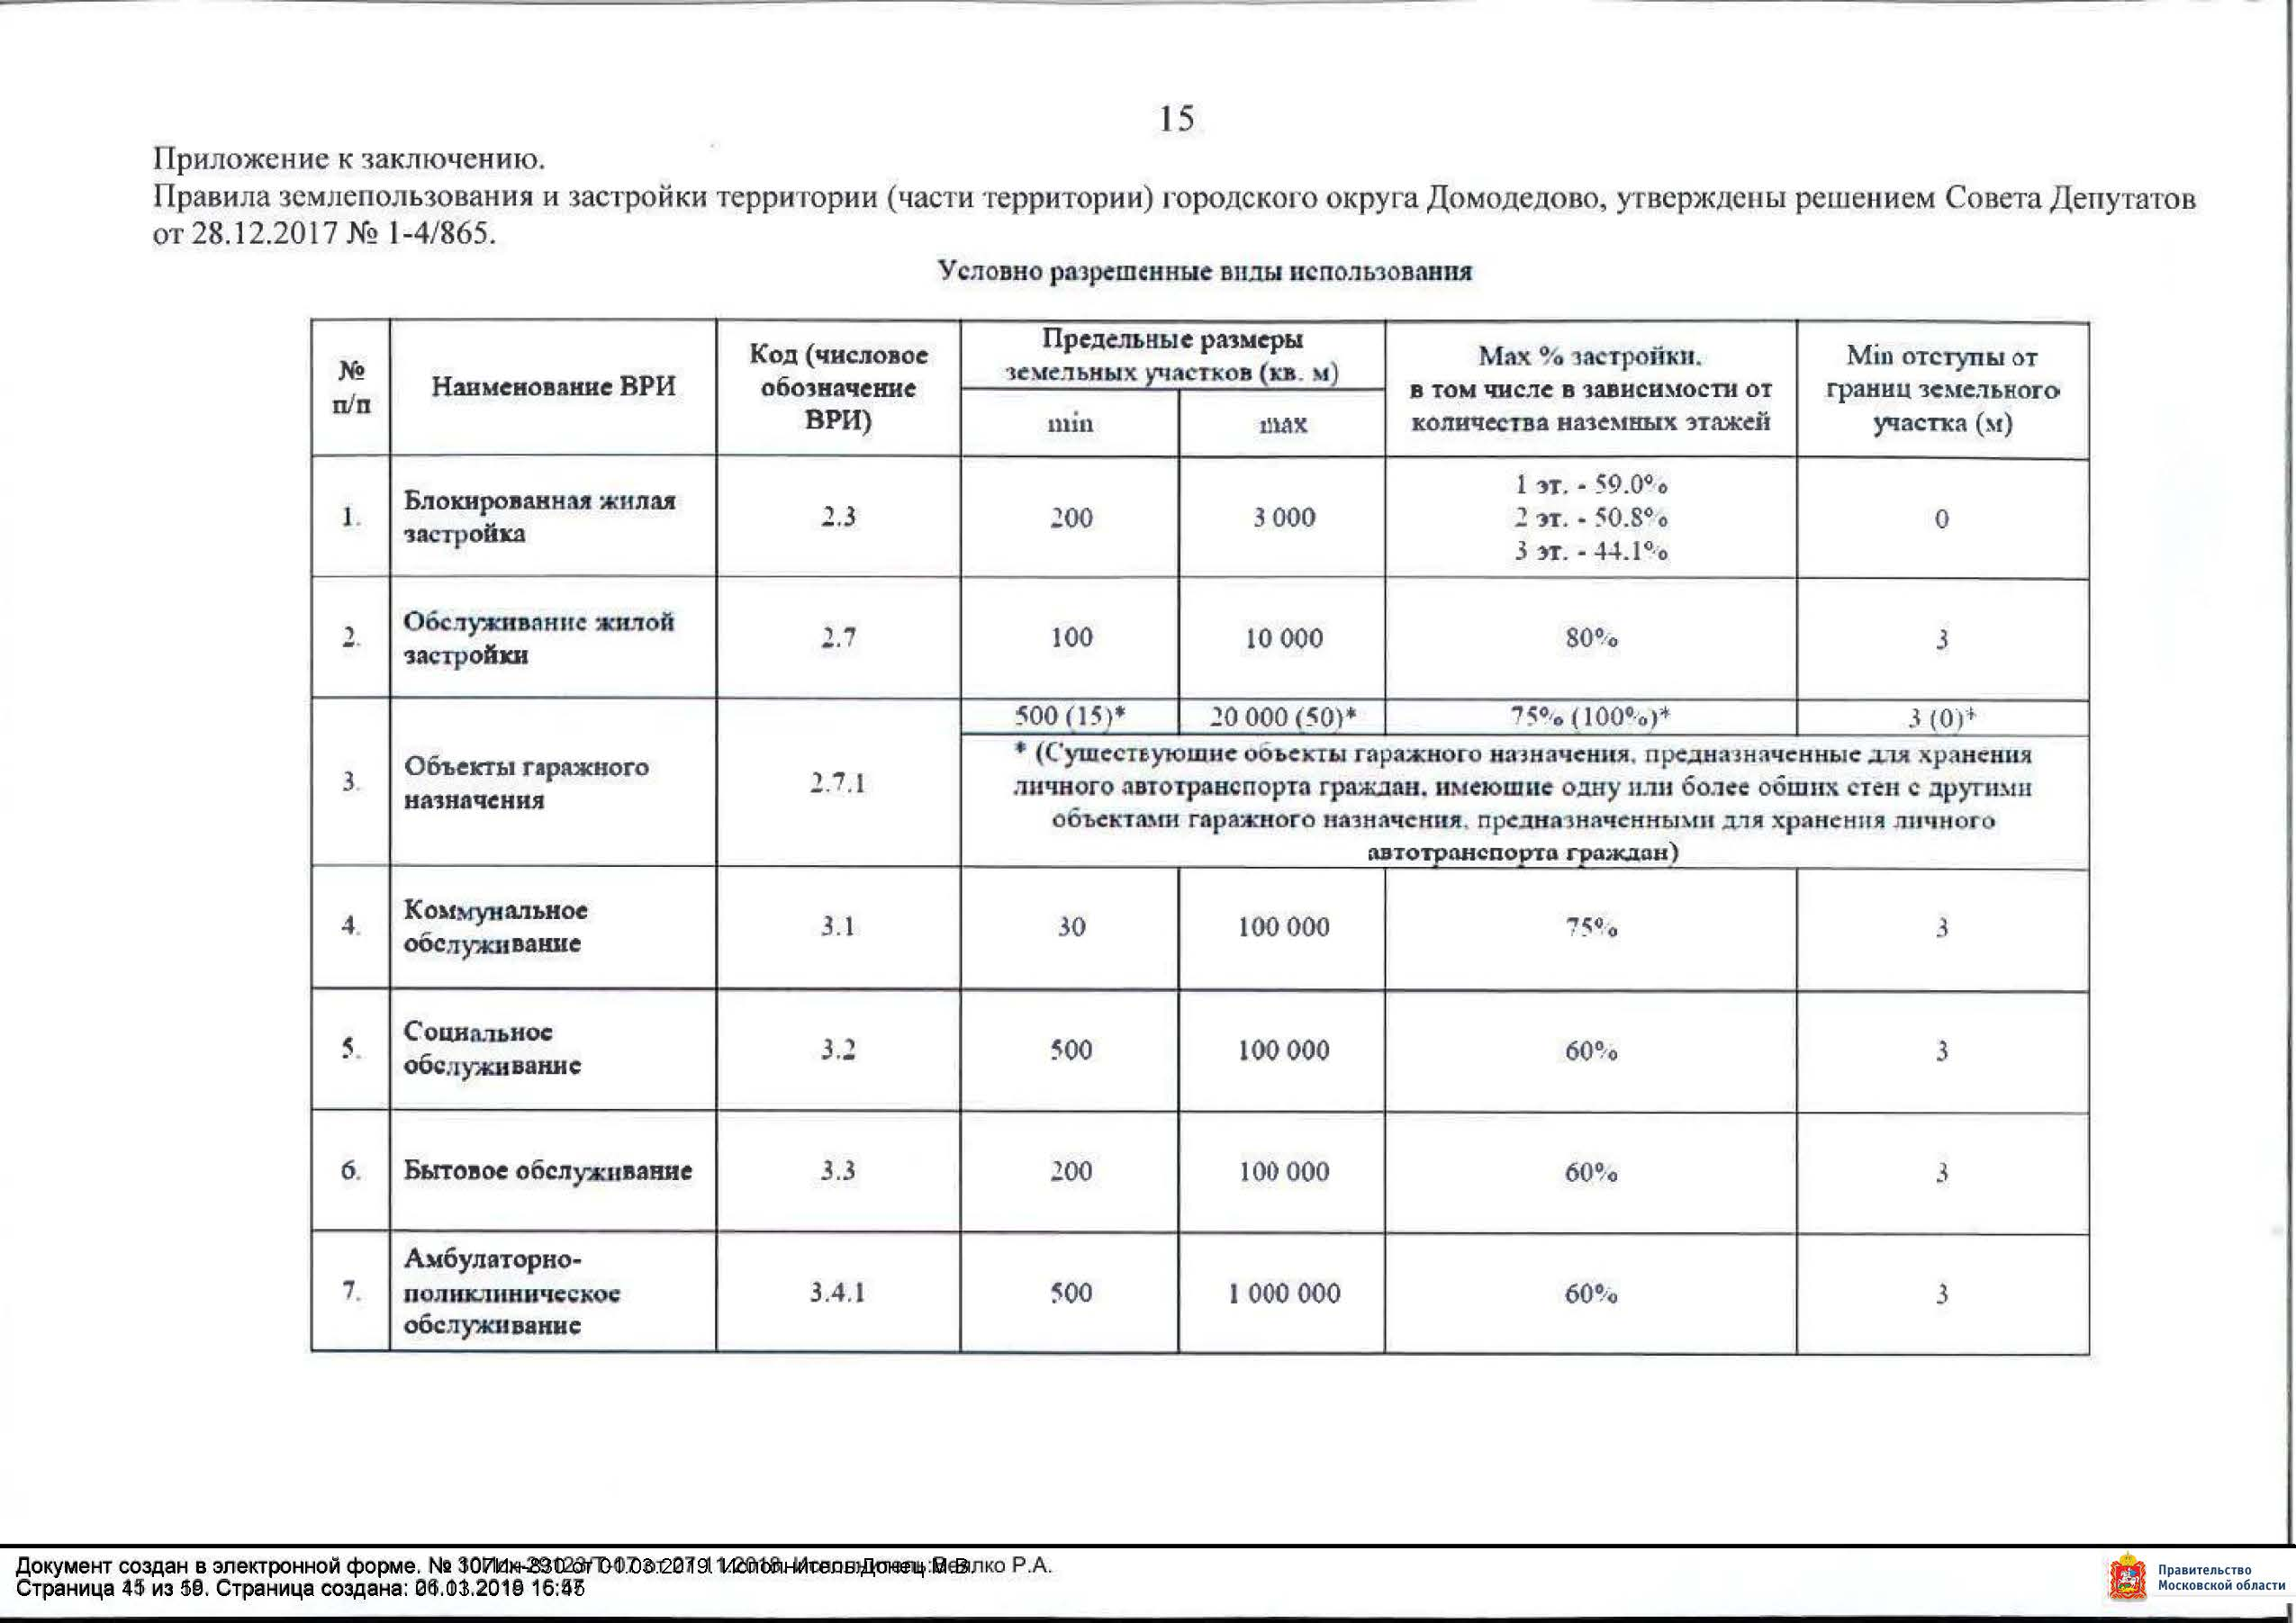 15
Приложение к заключению.
Правила землепользования и застройки территории (части территории) городского округа Домодедово, утверждены решением Совета Депутатов
от 28.12.2017 № 1-4/865.
Условно разрешенные виды использования
№
п/п
Наименование ВРИ
Код (числовое
обозначение
ВРИ)
Предельные размеры
земельных участков (кв. м)
min
max
Max % застройки,
в том числе в зависимости от
количества наземных этажей
Min отступы от
границ земельного
участка (м)
1.
Блокированная жилая
застройка
2.3
200
3 000
1 эт. - 59.0%
2 эт. - 50.8%
3 эт. - 44.1%
0
2.
Обслуживание жилой
застройки
2.7
100
10 000
80%
3
3.
Объекты гаражного
назначения
2.7.1
500 (15)*
20 000 (50)*
75% (100%)*
3 (0)*
* (Существующие объекты гаражного назначения, предназначенные для хранения
личного автотранспорта граждан, имеющие одну или более общих стен с другими
объектами гаражного назначения, предназначенными для хранения личного
автотранспорта граждан)
4.
Коммунальное
обслуживание
3.1
30
100 000
75%
3
5.
Социальное
обслуживание
3.2
500
100 000
60%
3
6.
Бытовое обслуживание
3.3
200
100 000
60%
3
7.
Амбулаторно-
поликлиническое
обслуживание
3.4.1
500
1 000 000
60%
3
Документ создан в электронной форме. № Р.А.
Страница из Страница создана:
Правительство
Московской области